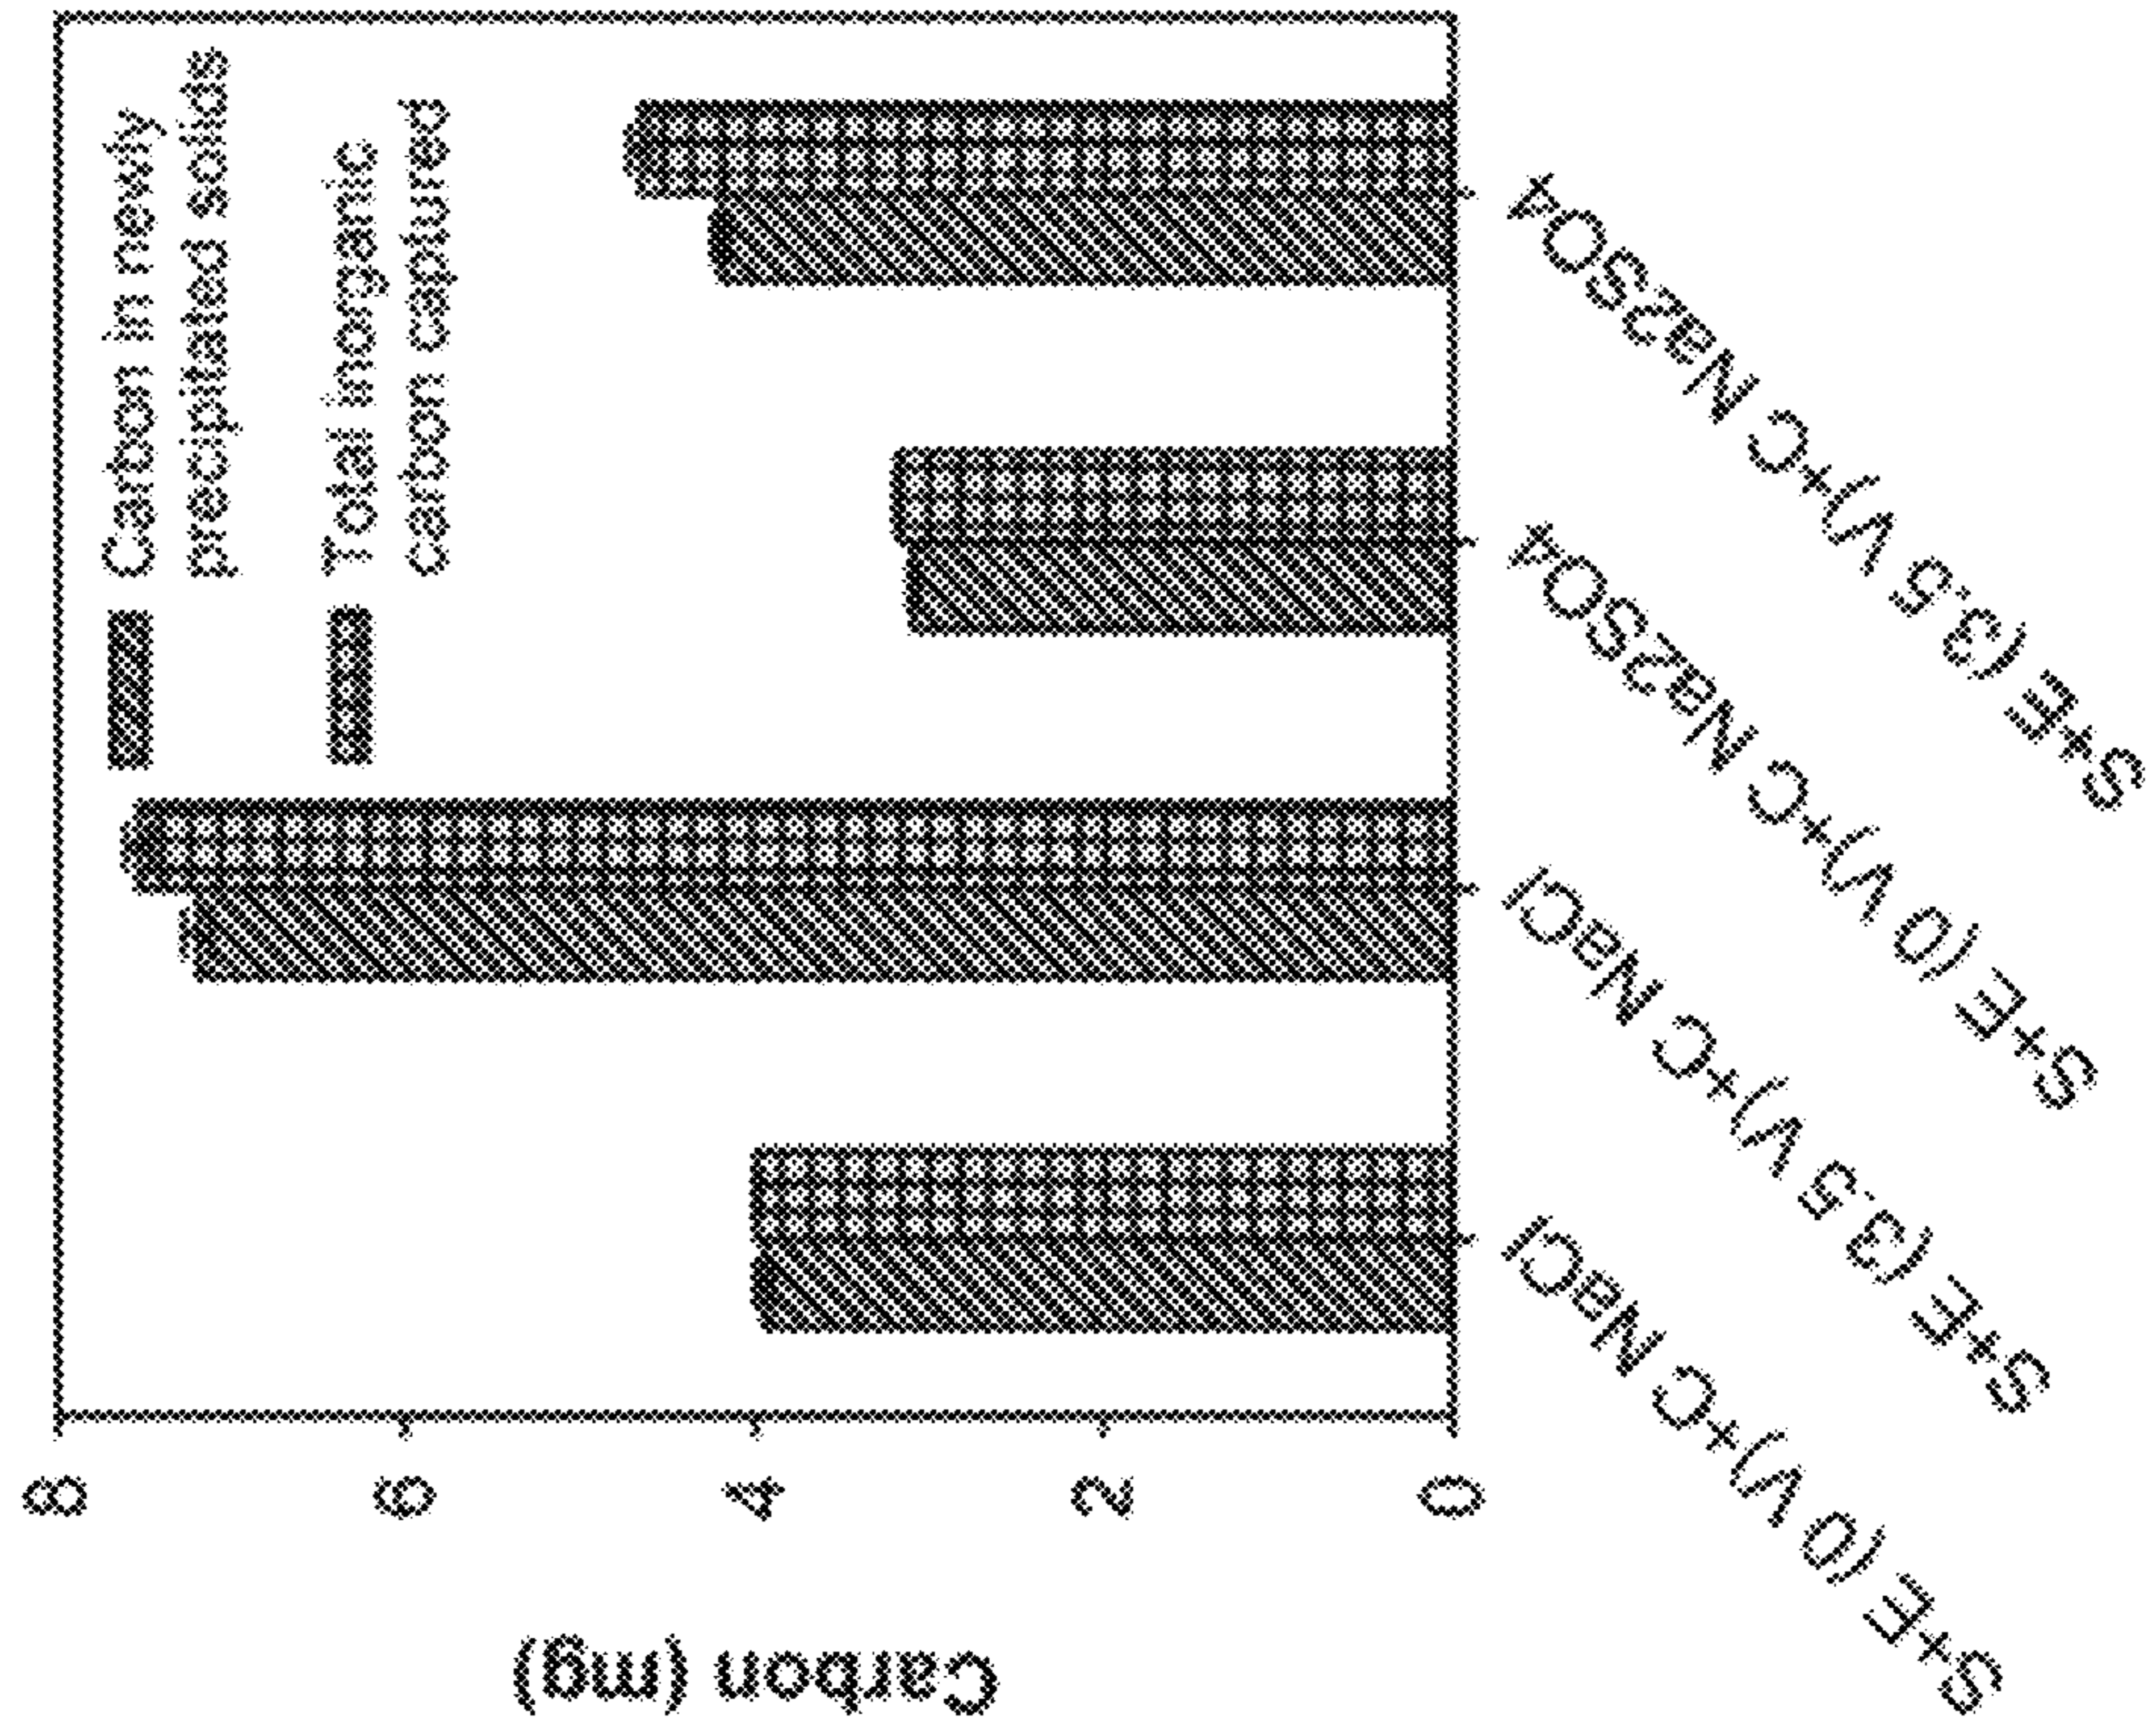 Carbon in newly
precipitated solids
Total inorganic
carbon captured
8
6
4
2
0
Carbon (mg)
S+E (0 V)+C NaCl
S+E (3.5 V)+C NaCl
S+E (0 V)+C Na2SO4
S+E (3.5 V)+C Na2SO4